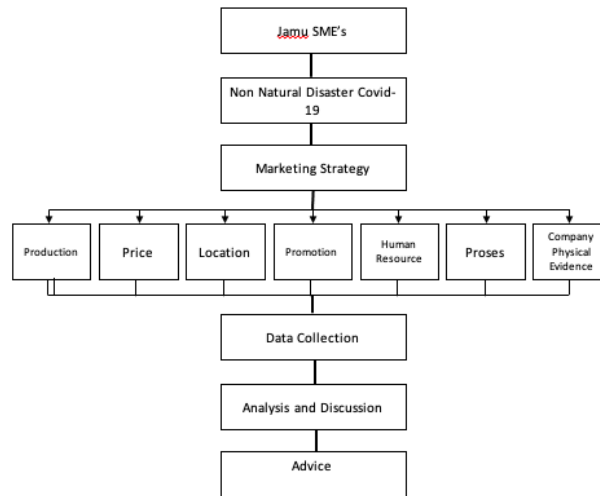 Jamu SME's
Non Natural Disaster Covid-
19
Marketing Strategy
Production
Price
Location
Promotion
Human
Resource
Proses
Company
Physical
Evidence
Data Collection
Analysis and Discussion
Advice